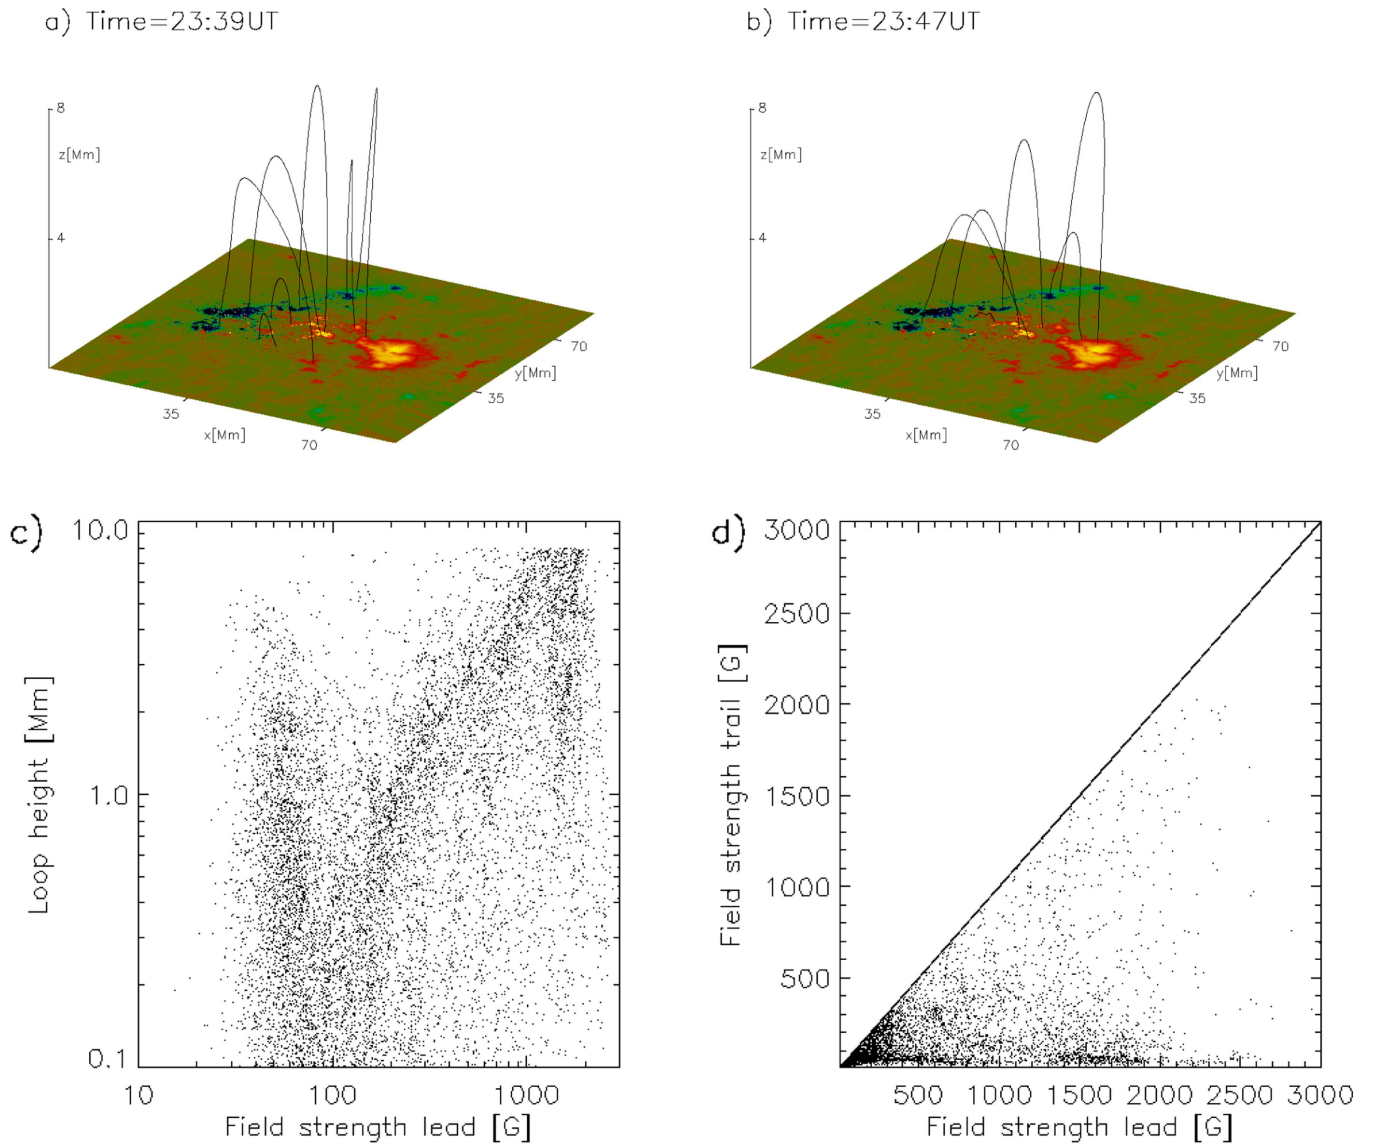 a) Time=23:39UT
b) Time=23:47UT
8
z[Mm]
4
70
y[Mm]
35
35
x[Mm]
70
8
z[Mm]
4
70
y[Mm]
35
35
x[Mm]
70
c)
10.0
1.0
0.1
Loop height [Mm]
10 100 1000
Field strength lead [G]
d)
3000
2500
2000
1500
1000
500
Field strength trail [G]
500 1000 1500 2000 2500 3000
Field strength lead [G]